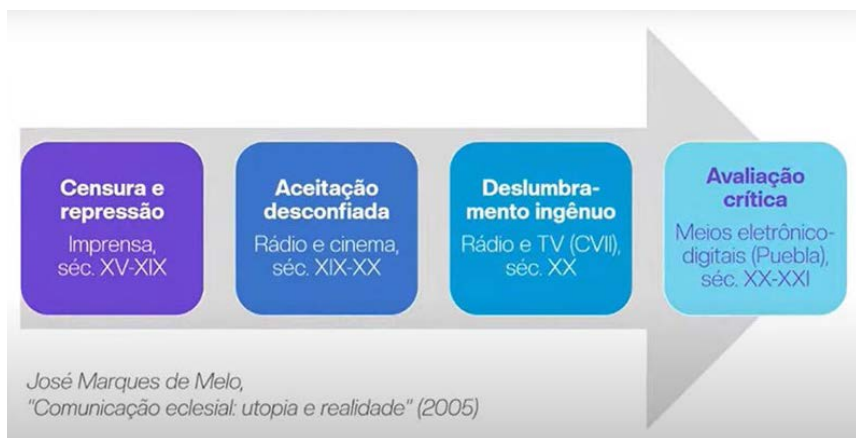 Censura e
repressão
Imprensa,
séc. XV-XIX
Aceitação
desconfiada
Rádio e cinema,
séc. XIX-XX
Deslumbra-
mento ingênuo
Rádio e TV (CVII),
séc. XX
Avaliação
crítica
Meios eletrônico-
digitais (Puebla),
séc. XX-XXI
José Marques de Melo,
"Comunicação eclesial: utopia e realidade" (2005)